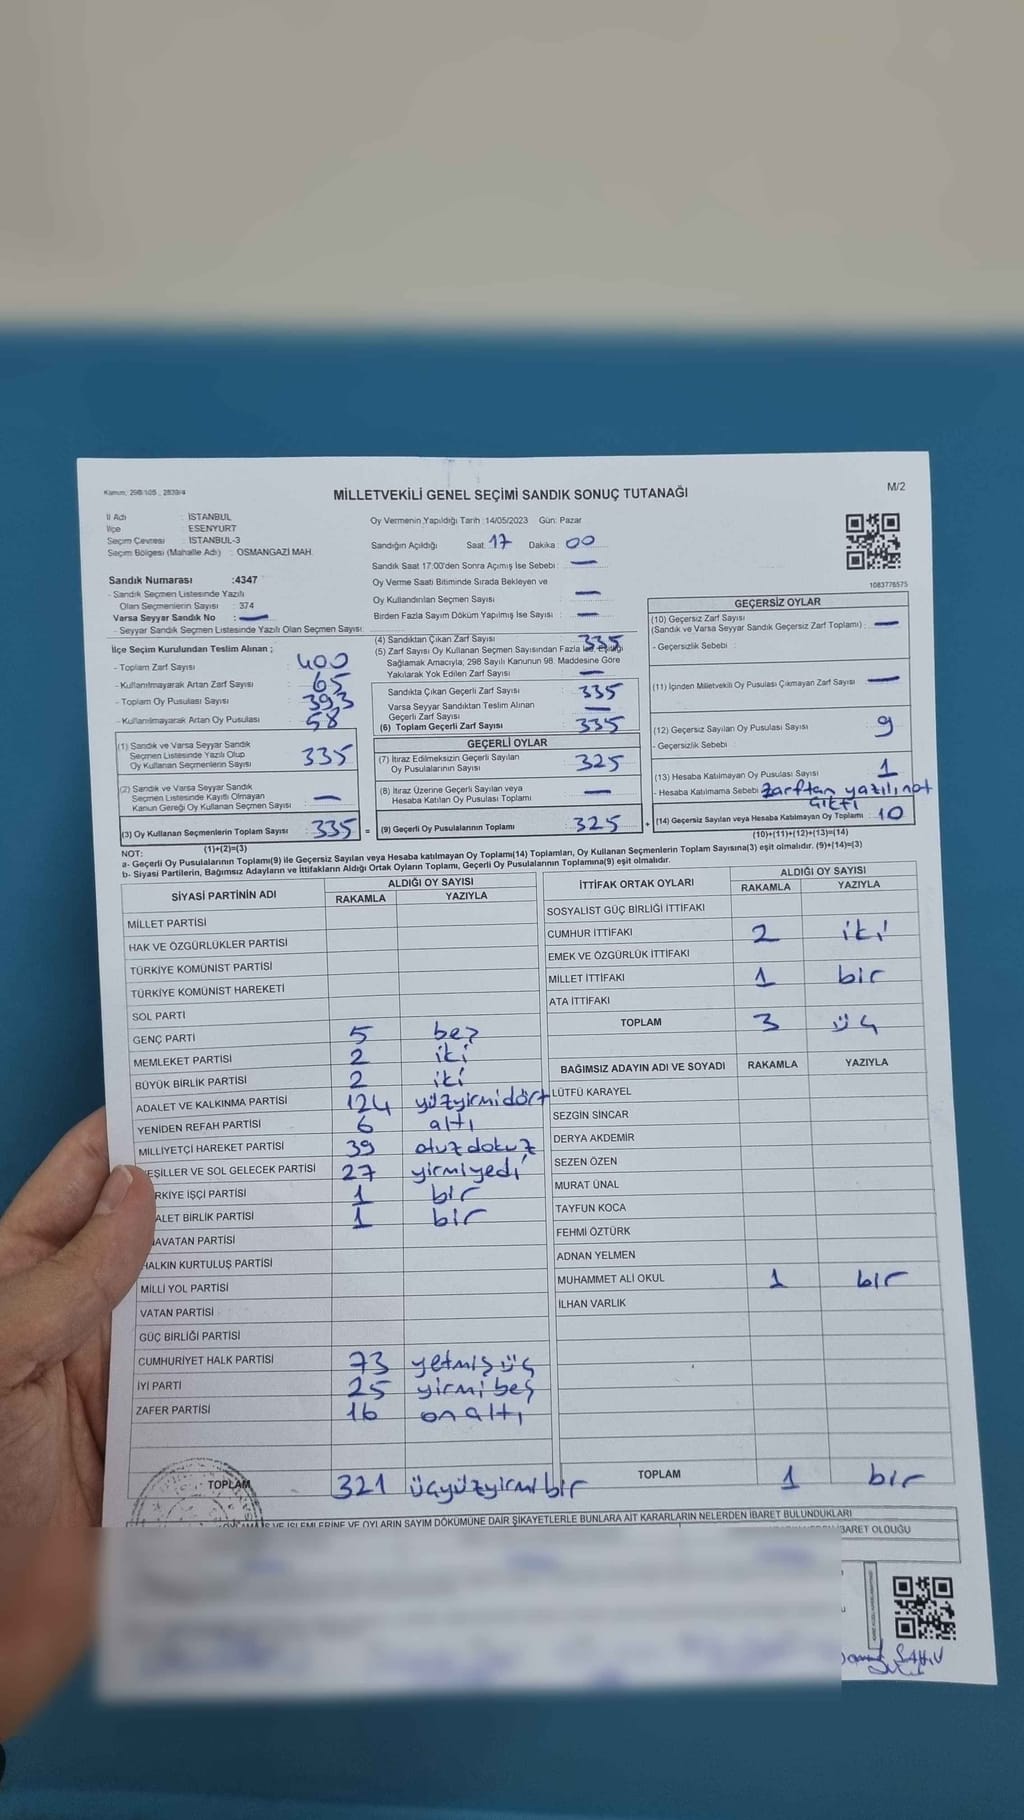 Kanun: 298/105 , 2839/4
MİLLETVEKİLİ GENEL SEÇİMİ SANDIK SONUÇ TUTANAĞI
M/2
İl Adı : İSTANBUL
İlçe : ESENYURT
Seçim Çevresi : İSTANBUL-3
Seçim Bölgesi (Mahalle Adı) : OSMANGAZİ MAH.
Sandık Numarası :4347
- Sandık Seçmen Listesinde Yazılı
Olan Seçmenlerin Sayısı : 374
Varsa Seyyar Sandık No : —
- Seyyar Sandık Seçmen Listesinde Yazılı Olan Seçmen Sayısı:
İlçe Seçim Kurulundan Teslim Alınan ;
- Toplam Zarf Sayısı : 400
- Kullanılmayarak Artan Zarf Sayısı : 65
- Toplam Oy Pusulası Sayısı : 393
- Kullanılmayarak Artan Oy Pusulası : 58
(1) Sandık ve Varsa Seyyar Sandık
Seçmen Listesinde Yazılı Olup
Oy Kullanan Seçmenlerin Sayısı : 335
(2) Sandık ve Varsa Seyyar Sandık
Seçmen Listesinde Kayıtlı Olmayan
Kanun Gereği Oy Kullanan Seçmen Sayısı : —
(3) Oy Kullanan Seçmenlerin Toplam Sayısı : 335 =
(1)+(2)=(3)
Oy Vermenin Yapıldığı Tarih :14/05/2023 Gün: Pazar
Sandığın Açıldığı Saat: 17 Dakika: 00
Sandık Saat 17:00'den Sonra Açımış İse Sebebi : —
Oy Verme Saati Bitiminde Sırada Bekleyen ve
Oy Kullandırılan Seçmen Sayısı : —
Birden Fazla Sayım Döküm Yapılmış İse Sayısı : —
(4) Sandıktan Çıkan Zarf Sayısı : 335
(5) Zarf Sayısı Oy Kullanan Seçmen Sayısından Fazla İse, Eşitliği
Sağlamak Amacıyla, 298 Sayılı Kanunun 98. Maddesine Göre
Yakılarak Yok Edilen Zarf Sayısı : —
Sandıkta Çıkan Geçerli Zarf Sayısı : 335
Varsa Seyyar Sandıktan Teslim Alınan
Geçerli Zarf Sayısı : —
(6) Toplam Geçerli Zarf Sayısı : 335
GEÇERLİ OYLAR
(7) İtiraz Edilmeksizin Geçerli Sayılan
Oy Pusulalarının Sayısı : 325
(8) İtiraz Üzerine Geçerli Sayılan veya
Hesaba Katılan Oy Pusulası Toplamı : —
(9) Geçerli Oy Pusulalarının Toplamı : 325 +
1083778575
GEÇERSİZ OYLAR
(10) Geçersiz Zarf Sayısı
(Sandık ve Varsa Seyyar Sandık Geçersiz Zarf Toplamı) : —
- Geçersizlik Sebebi :
(11) İçinden Milletvekili Oy Pusulası Çıkmayan Zarf Sayısı : —
(12) Geçersiz Sayılan Oy Pusulası Sayısı : 9
- Geçersizlik Sebebi :
(13) Hesaba Katılmayan Oy Pusulası Sayısı : 1
- Hesaba Katılmama Sebebi : Zarftan yazılı not
çıktı
(14) Geçersiz Sayılan veya Hesaba Katılmayan Oy Toplamı : 10
(10)+(11)+(12)+(13)=(14)
NOT:
a- Geçerli Oy Pusulalarının Toplamı(9) ile Geçersiz Sayılan veya Hesaba katılmayan Oy Toplamı(14) Toplamları, Oy Kullanan Seçmenlerin Toplam Sayısına(3) eşit olmalıdır. (9)+(14)=(3)
b- Siyasi Partilerin, Bağımsız Adayların ve İttifakların Aldığı Ortak Oyların Toplamı, Geçerli Oy Pusulalarının Toplamına(9) eşit olmalıdır.
SİYASİ PARTİNİN ADI ALDIĞI OY SAYISI
RAKAMLA YAZIYLA
MİLLET PARTİSİ
HAK VE ÖZGÜRLÜKLER PARTİSİ
TÜRKİYE KOMÜNİST PARTİSİ
TÜRKİYE KOMÜNİST HAREKETİ
SOL PARTİ
GENÇ PARTİ 5 beş
MEMLEKET PARTİSİ 2 iki
BÜYÜK BİRLİK PARTİSİ 2 iki
ADALET VE KALKINMA PARTİSİ 124 yüzyirmidört
YENİDEN REFAH PARTİSİ 6 altı
MİLLİYETÇİ HAREKET PARTİSİ 39 otuzdokuz
EŞİLLER VE SOL GELECEK PARTİSİ 27 yirmiyedi
RKİYE İŞÇİ PARTİSİ 1 bir
ALET BİRLİK PARTİSİ 1 bir
AVATAN PARTİSİ
HALKIN KURTULUŞ PARTİSİ
MİLLİ YOL PARTİSİ
VATAN PARTİSİ
GÜÇ BİRLİĞİ PARTİSİ
CUMHURİYET HALK PARTİSİ 73 yetmişüç
İYİ PARTİ 25 yirmibeş
ZAFER PARTİSİ 16 onaltı
TOPLAM 321 üçyüzyirmibir
İTTİFAK ORTAK OYLARI ALDIĞI OY SAYISI
RAKAMLA YAZIYLA
SOSYALİST GÜÇ BİRLİĞİ İTTİFAKI
CUMHUR İTTİFAKI 2 iki
EMEK VE ÖZGÜRLÜK İTTİFAKI
MİLLET İTTİFAKI 1 bir
ATA İTTİFAKI
TOPLAM 3 üç
BAĞIMSIZ ADAYIN ADI VE SOYADI RAKAMLA YAZIYLA
LÜTFÜ KARAYEL
SEZGİN SİNCAR
DERYA AKDEMİR
SEZEN ÖZEN
MURAT ÜNAL
TAYFUN KOCA
FEHMİ ÖZTÜRK
ADNAN YELMEN
MUHAMMET ALİ OKUL 1 bir
İLHAN VARLIK
TOPLAM 1 bir
VE İŞLEMLERİNE VE OYLARIN SAYIM DÖKÜMÜNE DAİR ŞİKAYETLERLE BUNLARA AİT KARARLARIN NELERDEN İBARET BULUNDUKLARI
BARET OLDUĞU